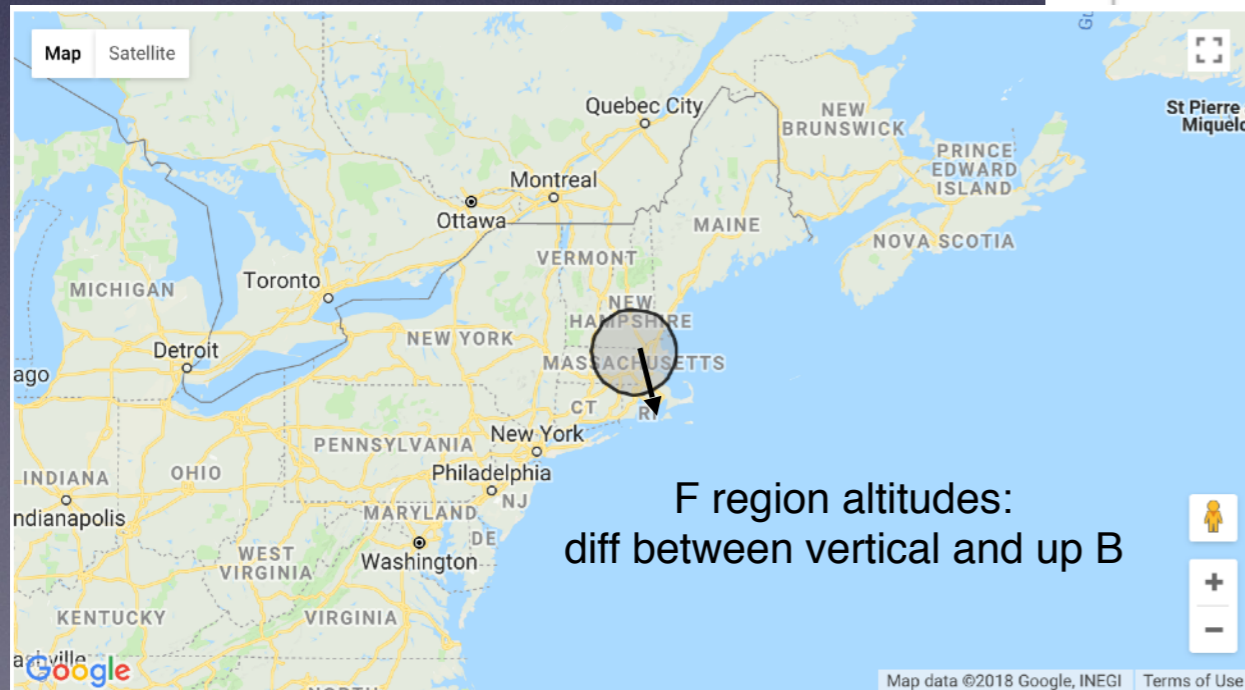 Map Satellite
Gu
St Pierre
Miquelo
Quebec City
NEW
BRUNSWICK
PRINCE
EDWARD
ISLAND
Montreal
Ottawa
MAINE
NOVA SCOTIA
VERMONT
Toronto
MICHIGAN
NEW
HAMPSHIRE
NEW YORK
Detroit
MASSACHUSETTS
ago
CT
RI
New York
PENNSYLVANIA
Philadelphia
INDIANA
OHIO
NJ
MARYLAND
ndianapolis
DE
Washington
WEST
VIRGINIA
KENTUCKY
VIRGINIA
F region altitudes:
diff between vertical and up B
Google
Map data ©2018 Google, INEGI Terms of Use